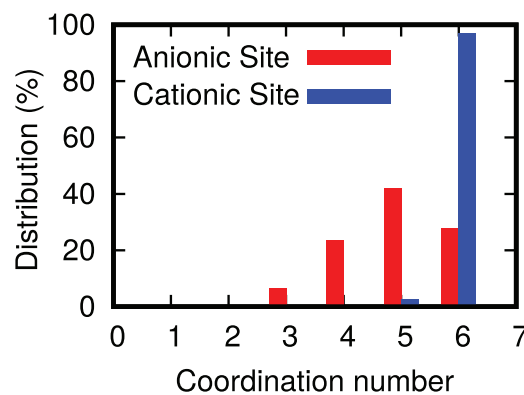 Distribution (%)
100
80
60
40
20
0
Anionic Site
Cationic Site
0 1 2 3 4 5 6 7
Coordination number